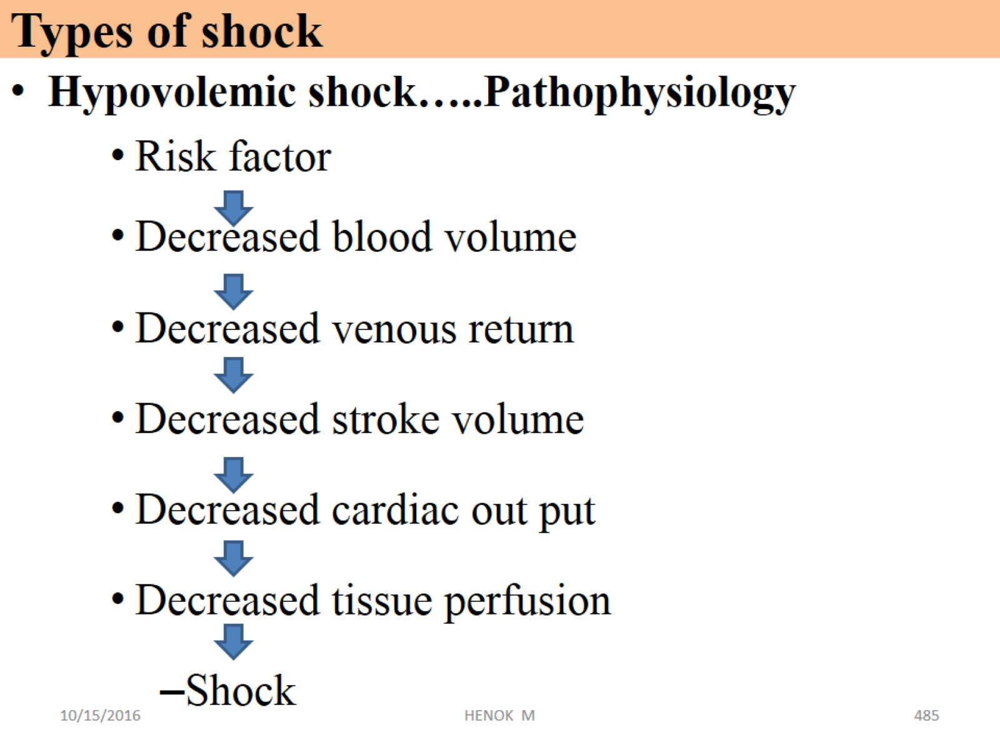 Types of shock
• Hypovolemic shock…..Pathophysiology
• Risk factor
• Decreased blood volume
• Decreased venous return
• Decreased stroke volume
• Decreased cardiac out put
• Decreased tissue perfusion
–Shock
10/15/2016 HENOK M 485